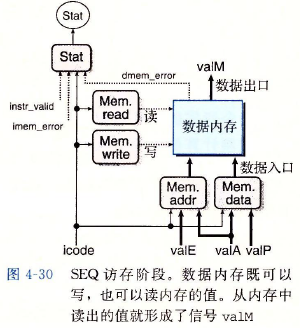 Stat
Stat
valM
dmem_error
数据出口
instr_valid
Mem.
read
读
imem_error
数据内存
Mem.
write
写
数据入口
Mem.
addr
Mem.
data
icode
valE
valA
valP
图 4-30 SEQ 访存阶段。数据内存既可以
写，也可以读内存的值。从内存中
读出的值就形成了信号 valM